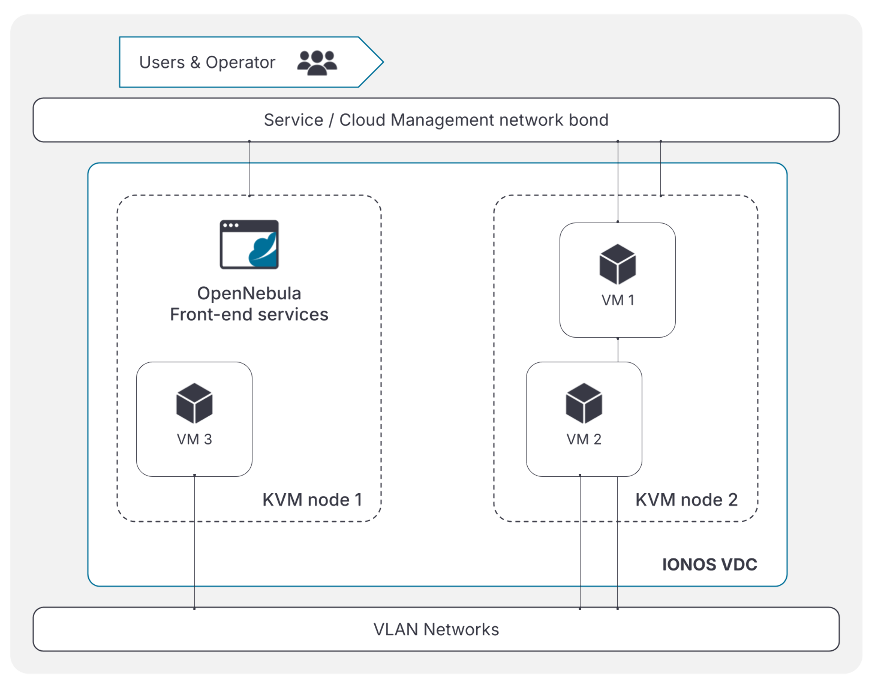 Users & Operator
Service / Cloud Management network bond
OpenNebula
Front-end services
VM 1
VM 3
VM 2
KVM node 1
KVM node 2
IONOS VDC
VLAN Networks